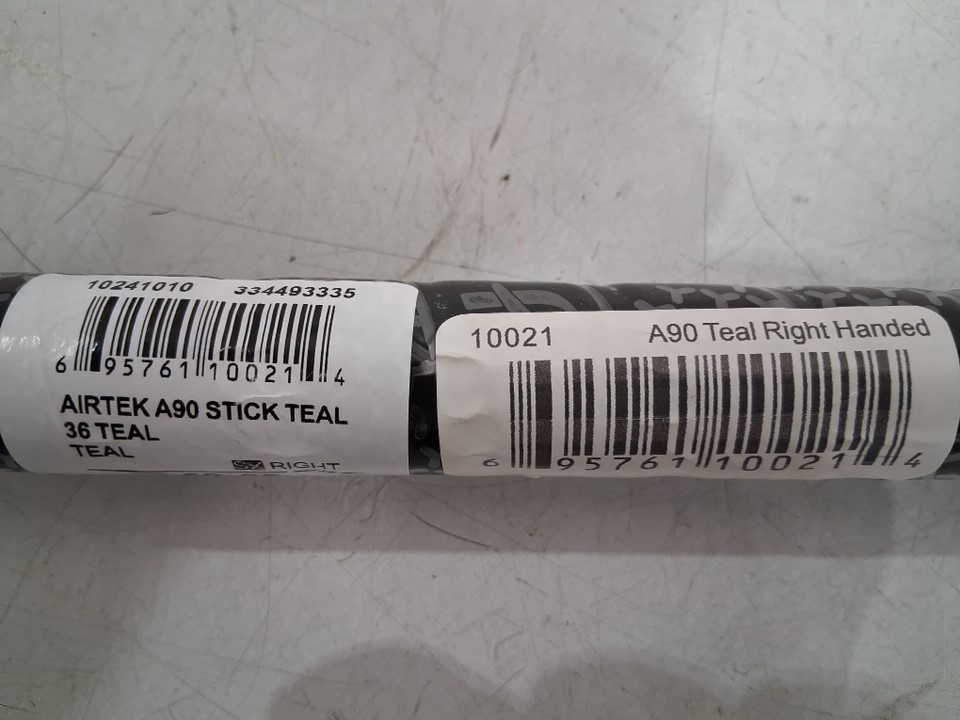 10241010 334493335
6 95761 10021 4
AIRTEK A90 STICK TEAL
36 TEAL
TEAL
RIGHT
10021 A90 Teal Right Handed
6 95761 10021 4